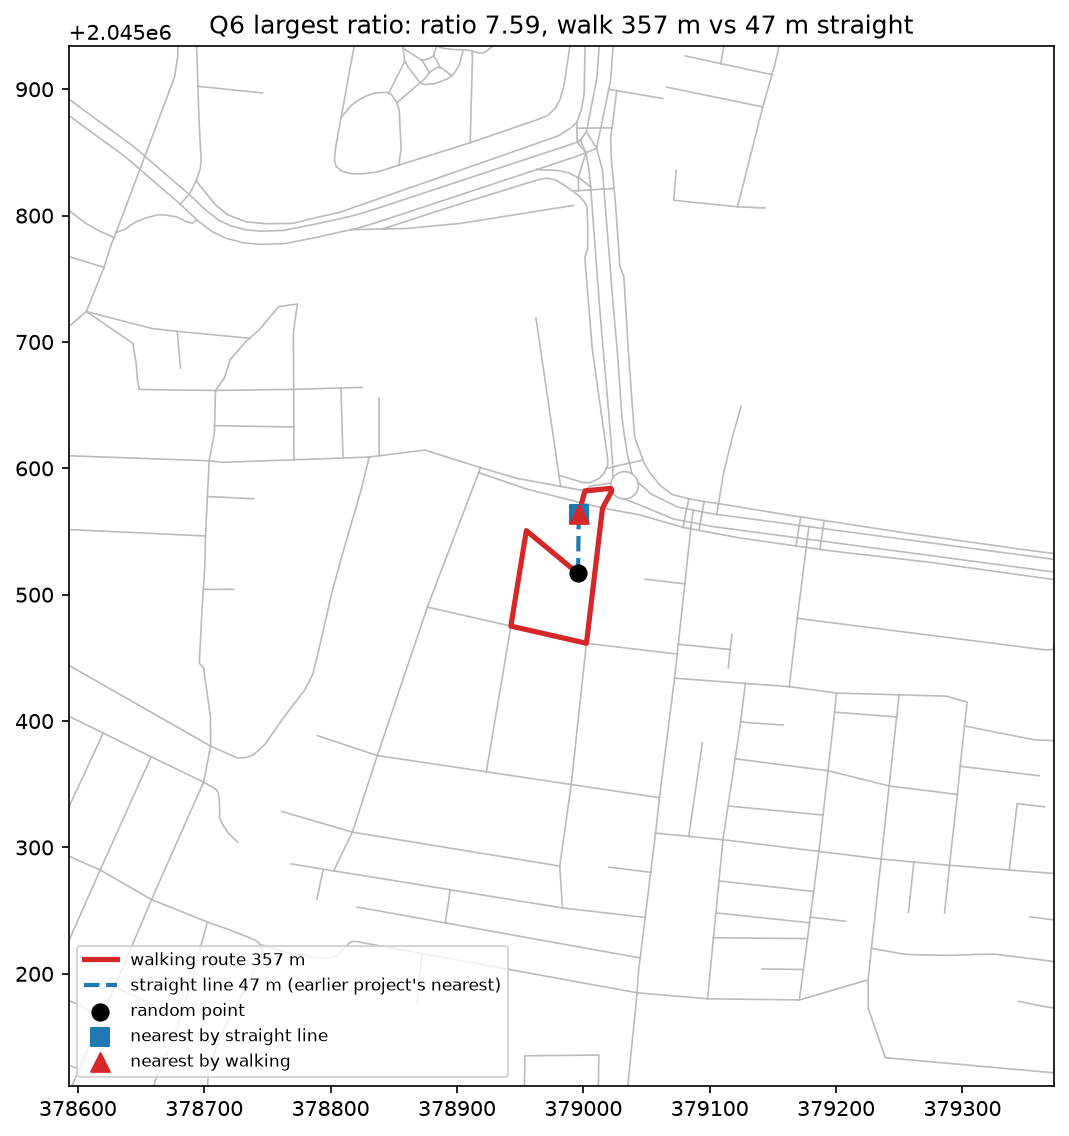 Q6 largest ratio: ratio 7.59, walk 357 m vs 47 m straight
+2.045e6
900
800
700
600
500
400
300
200
walking route 357 m
straight line 47 m (earlier project's nearest)
random point
nearest by straight line
nearest by walking
378600 378700 378800 378900 379000 379100 379200 379300